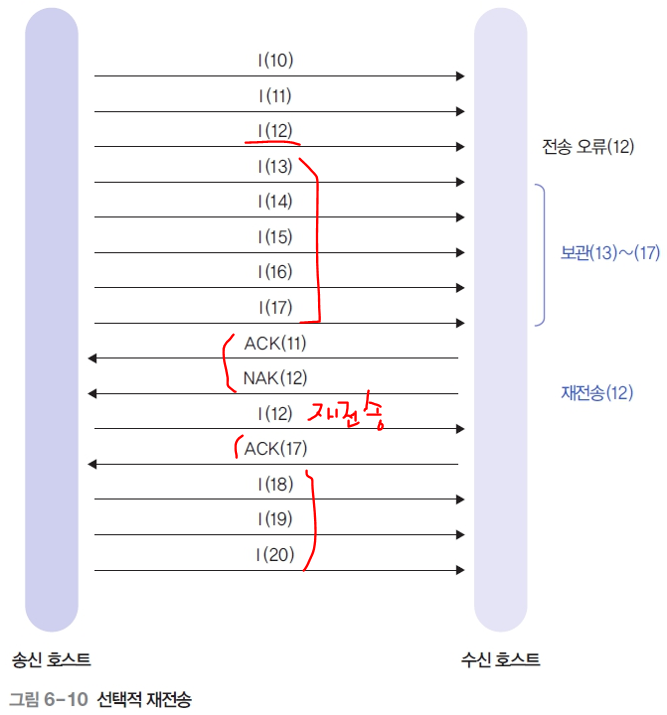 I(10)
I(11)
I(12)
전송 오류(12)
I(13)
I(14)
I(15)
보관(13)~(17)
I(16)
I(17)
ACK(11)
NAK(12)
재전송(12)
I(12) 재전송
ACK(17)
I(18)
I(19)
I(20)
송신 호스트
수신 호스트
그림 6-10 선택적 재전송